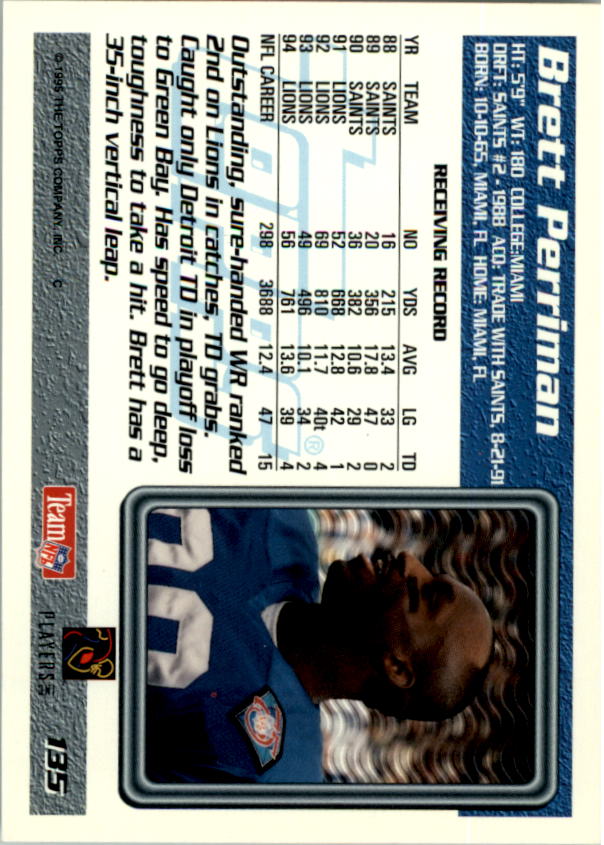 Brett Perriman
HT: 5'9" WT: 180 COLLEGE:MIAMI
DRFT: SAINTS #2 - 1988 ACQ: TRADE WITH SAINTS, 8-21-91
BORN: 10-10-65, MIAMI, FL HOME: MIAMI, FL
RECEIVING RECORD
YR TEAM NO YDS AVG LG TD
88 SAINTS 16 215 13.4 33 2
89 SAINTS 20 356 17.8 47 0
90 SAINTS 36 382 10.6 29 2
91 LIONS 52 668 12.8 42 1
92 LIONS 69 810 11.7 40t 4
93 LIONS 49 496 10.1 34 2
94 LIONS 56 761 13.6 39 4
NFL CAREER 298 3688 12.4 47 15
Outstanding, sure-handed WR ranked
2nd on Lions in catches, TD grabs.
Caught only Detroit TD in playoff loss
to Green Bay. Has speed to go deep,
toughness to take a hit. Brett has a
35-inch vertical leap.
© 1995 THE TOPPS COMPANY, INC. C
Team NFL
PLAYERS INC
135